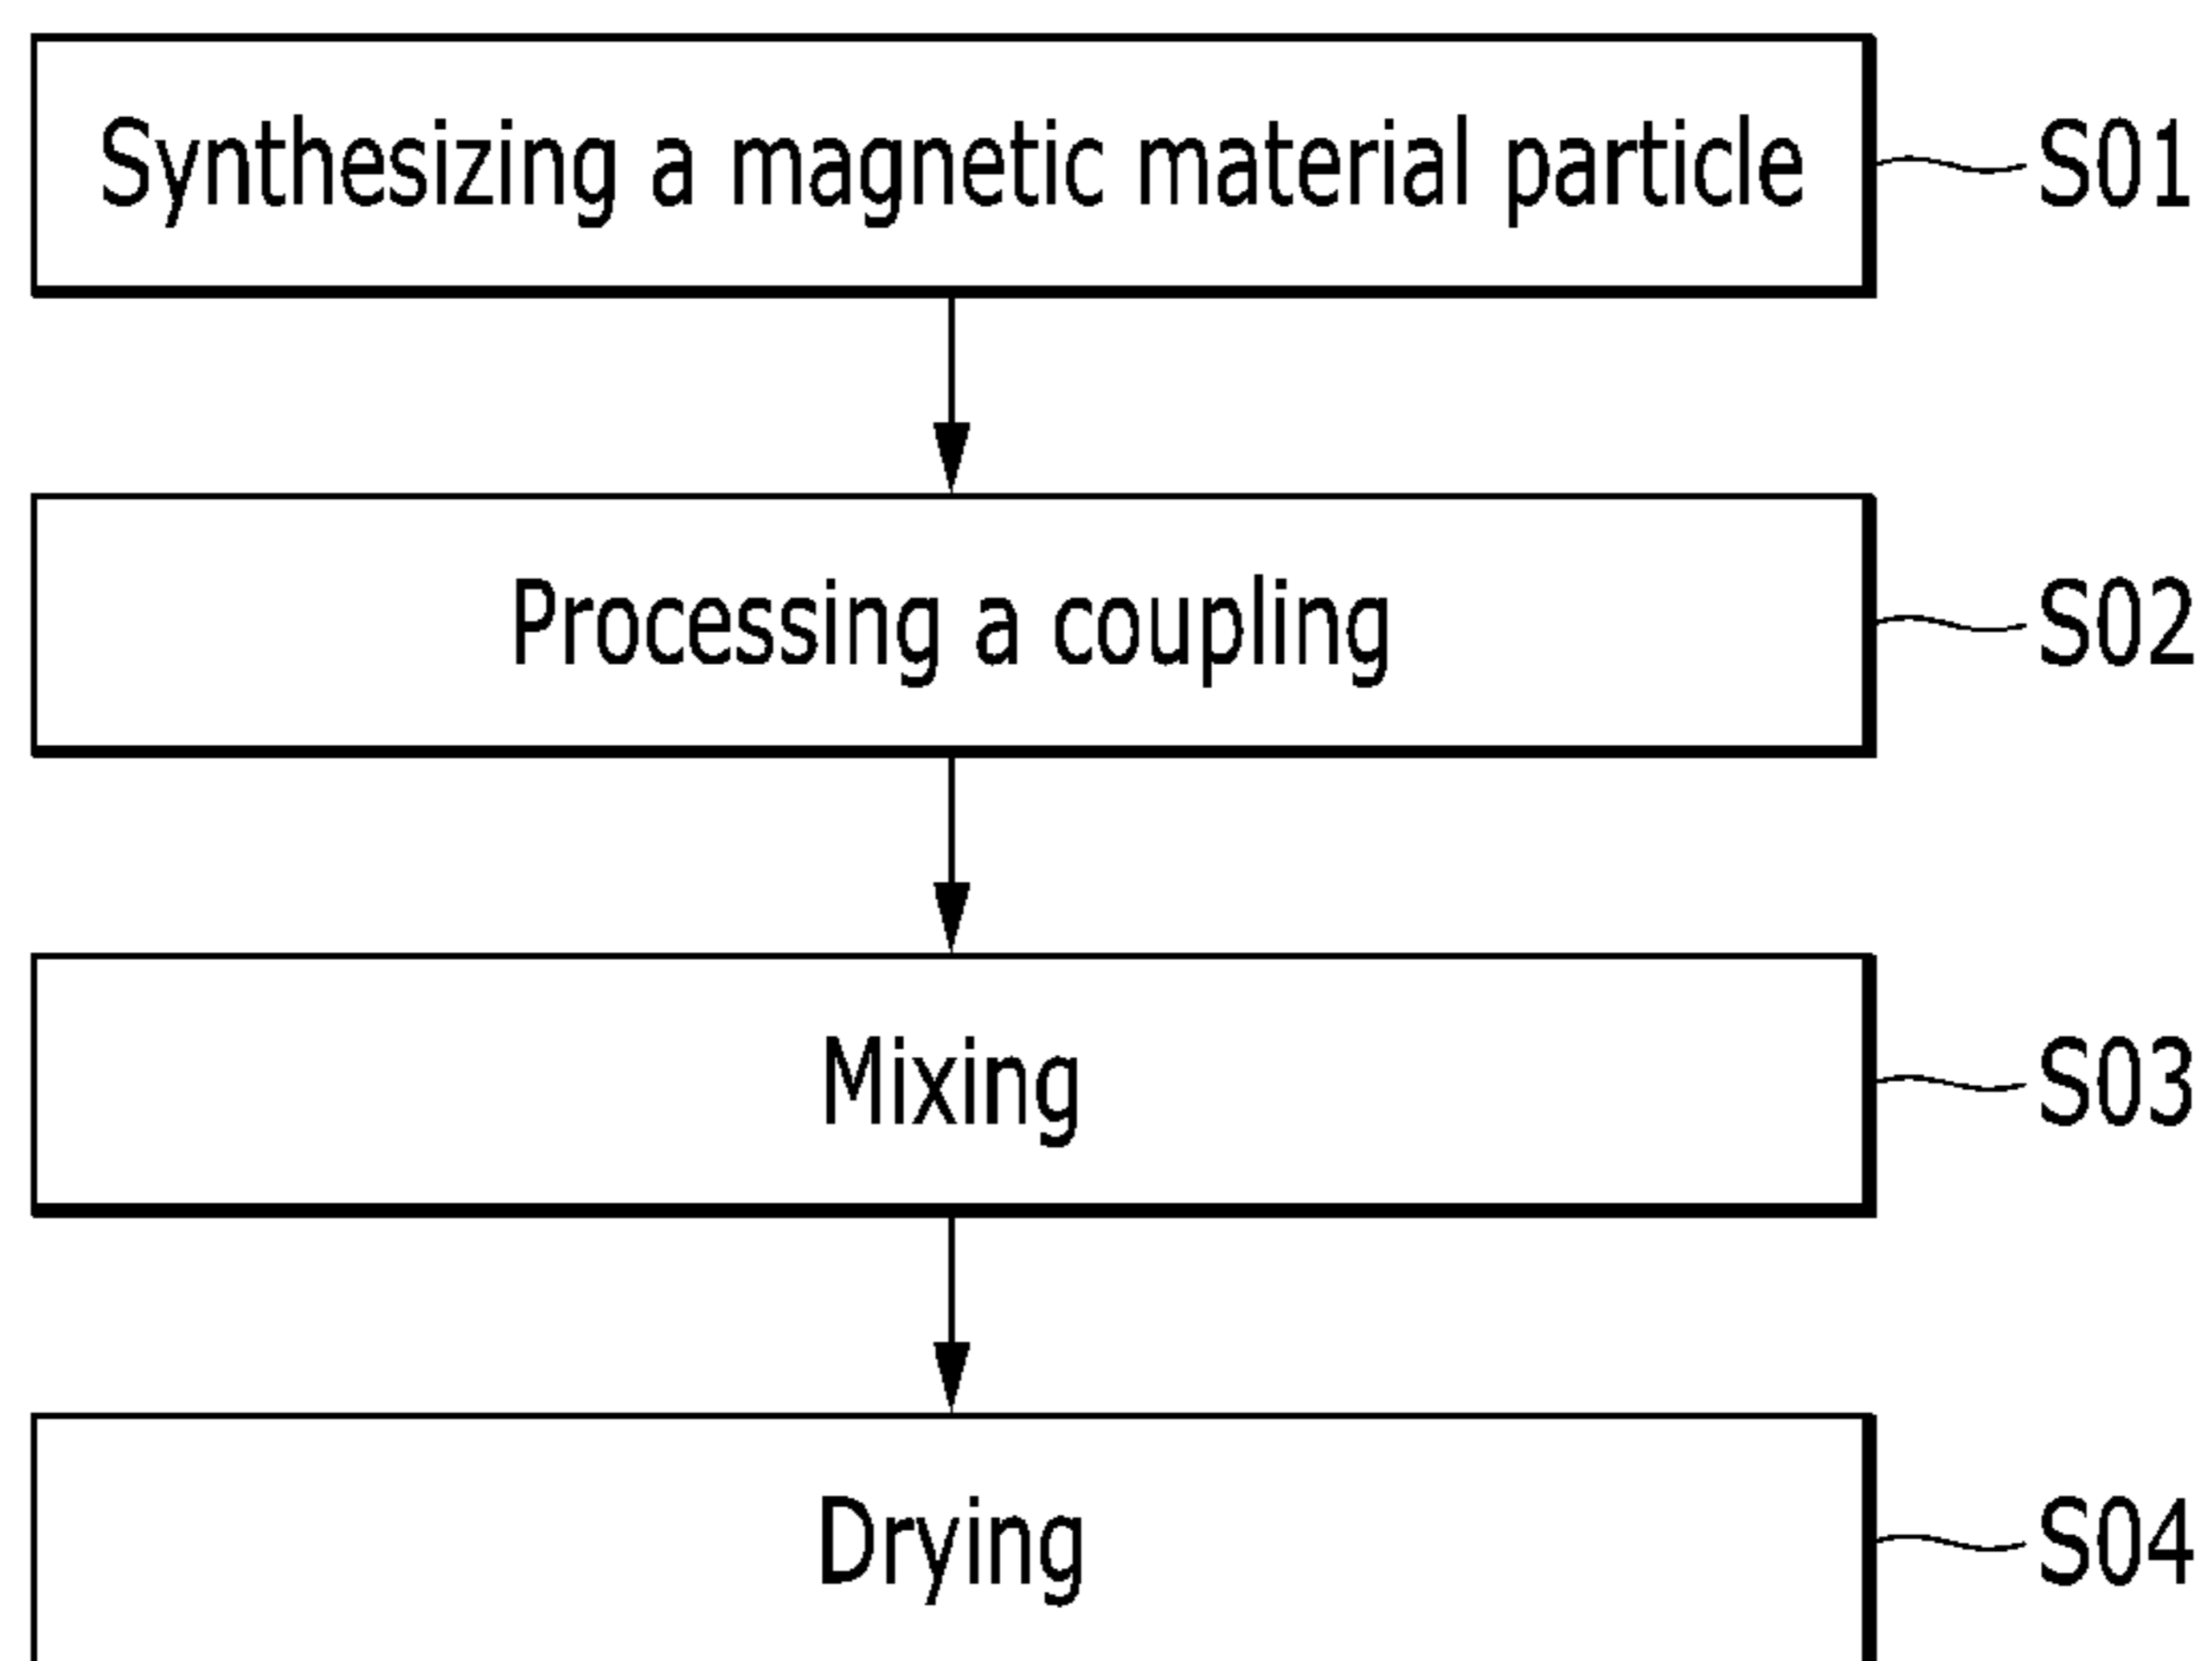 Synthesizing a magnetic material particle S01
Processing a coupling S02
Mixing S03
Drying S04